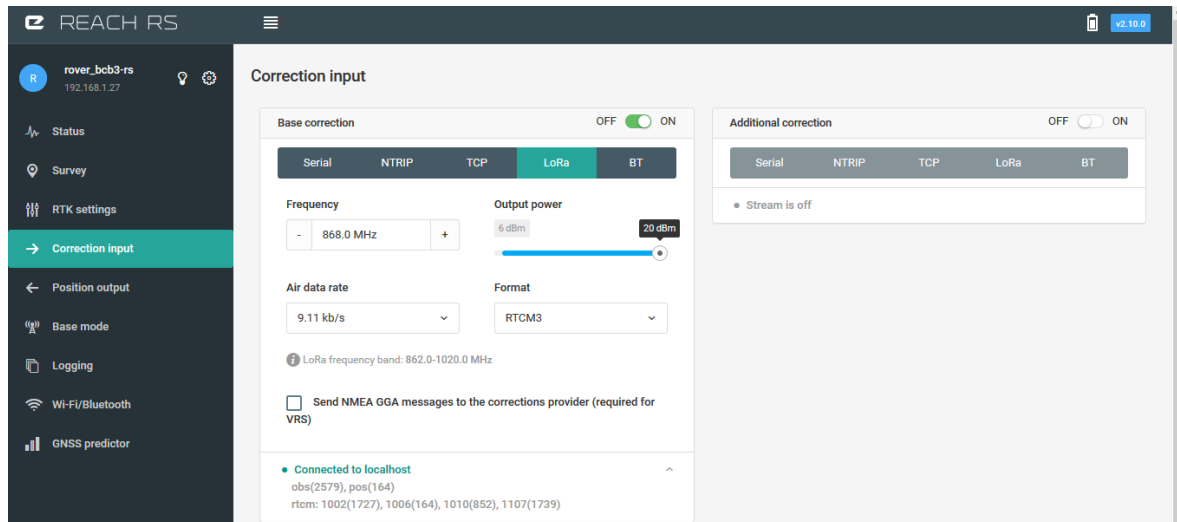 REACH RS
v2.10.0
R
rover_bcb3-rs
192.168.1.27
Status
Survey
RTK settings
Correction input
Position output
Base mode
Logging
Wi-Fi/Bluetooth
GNSS predictor
Correction input
Base correction
OFF ON
Serial NTRIP TCP LoRa BT
Frequency
- 868.0 MHz +
Output power
6 dBm 20 dBm
Air data rate
9.11 kb/s
Format
RTCM3
LoRa frequency band: 862.0-1020.0 MHz
Send NMEA GGA messages to the corrections provider (required for
VRS)
Connected to localhost
obs(2579), pos(164)
rtcm: 1002(1727), 1006(164), 1010(852), 1107(1739)
Additional correction
OFF ON
Serial NTRIP TCP LoRa BT
Stream is off